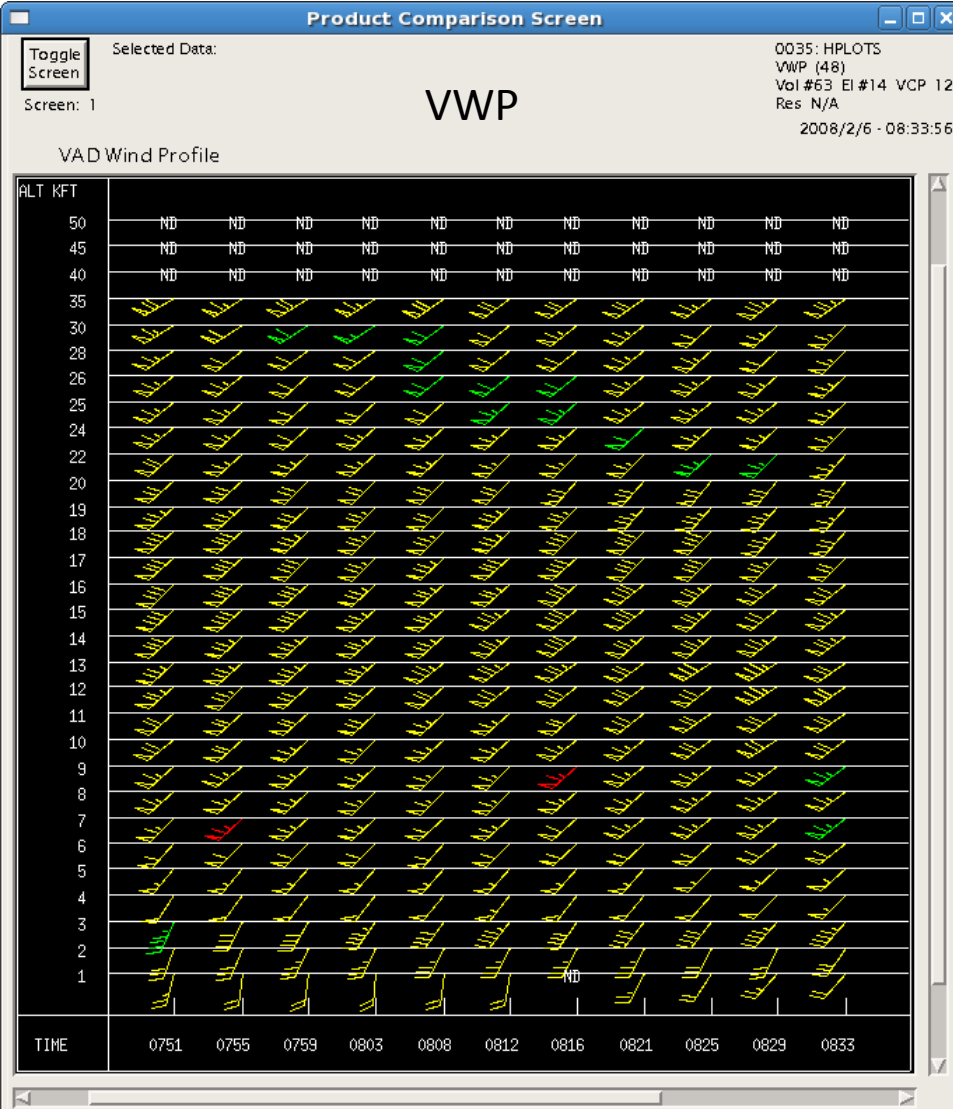 Product Comparison Screen
Toggle Screen
Selected Data:
Screen: 1
VWP
0035: HPLOTS
VWP (48)
Vol #63 El #14 VCP 12
Res N/A
2008/2/6 - 08:33:56
VAD Wind Profile
ALT KFT
50 ND ND ND ND ND ND ND ND ND ND ND
45 ND ND ND ND ND ND ND ND ND ND ND
40 ND ND ND ND ND ND ND ND ND ND ND
35
30
28
26
25
24
22
20
19
18
17
16
15
14
13
12
11
10
9
8
7
6
5
4
3
2
1 ND
TIME 0751 0755 0759 0803 0808 0812 0816 0821 0825 0829 0833